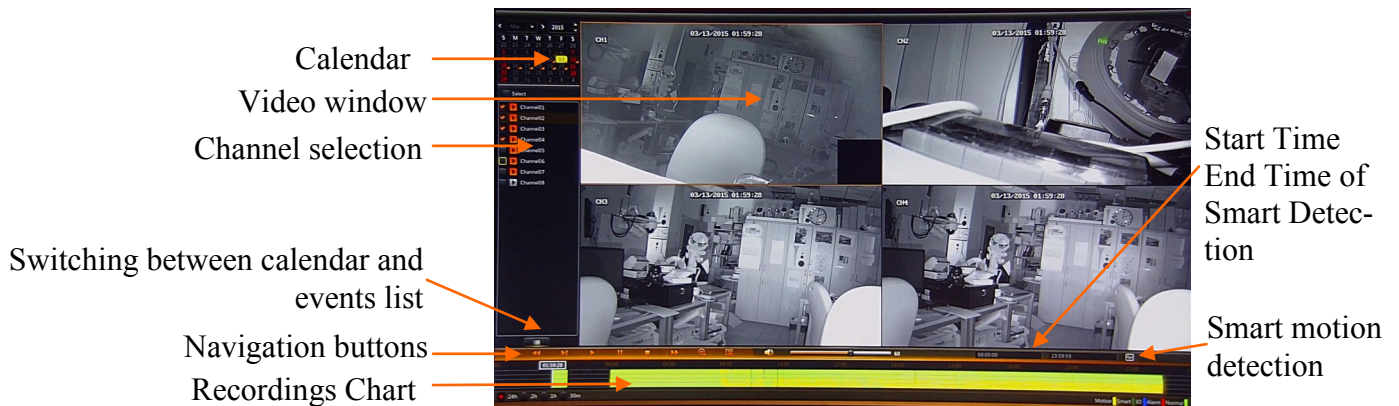 Calendar
Video window
Channel selection
Switching between calendar and
events list
Navigation buttons
Recordings Chart
Start Time
End Time of
Smart Detec-
tion
Smart motion
detection
2015
S M T W T F S
Select
Channel01
Channel02
Channel03
Channel04
Channel05
Channel06
Channel07
Channel08
03/13/2015 01:59:28
CH1
03/13/2015 01:59:28
CH2
Play
03/13/2015 01:59:28
CH3
03/13/2015 01:59:28
CH4
60
00:00:00
23:59:59
01:59:28
24h 2h 1h 30m
Motion Smart IO Alarm Normal